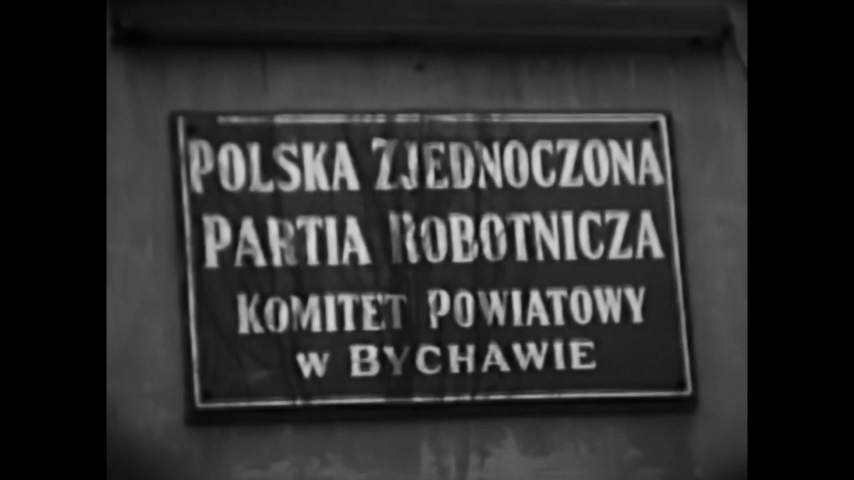 POLSKA ZJEDNOCZONA
PARTIA ROBOTNICZA
KOMITET POWIATOWY
W BYCHAWIE